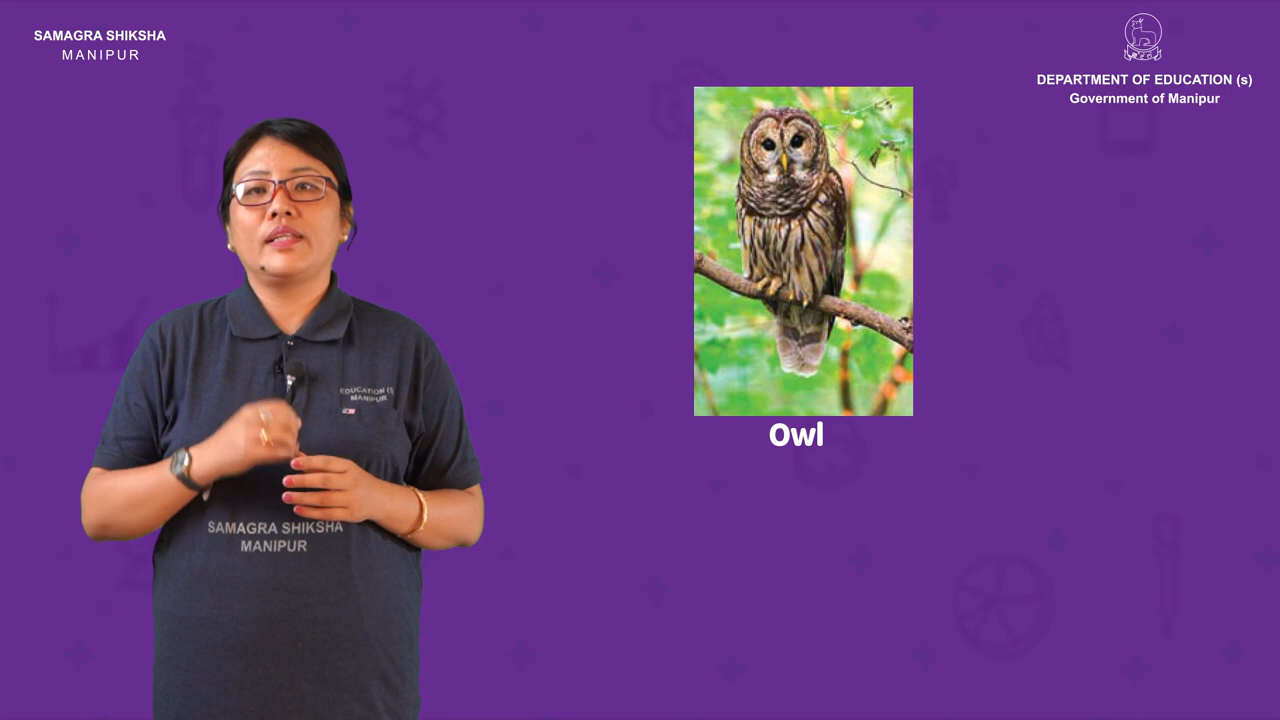 SAMAGRA SHIKSHA
MANIPUR
DEPARTMENT OF EDUCATION (s)
Government of Manipur
Owl
EDUCATION (S
MANIPUR
SAMAGRA SHIKSHA
MANIPUR